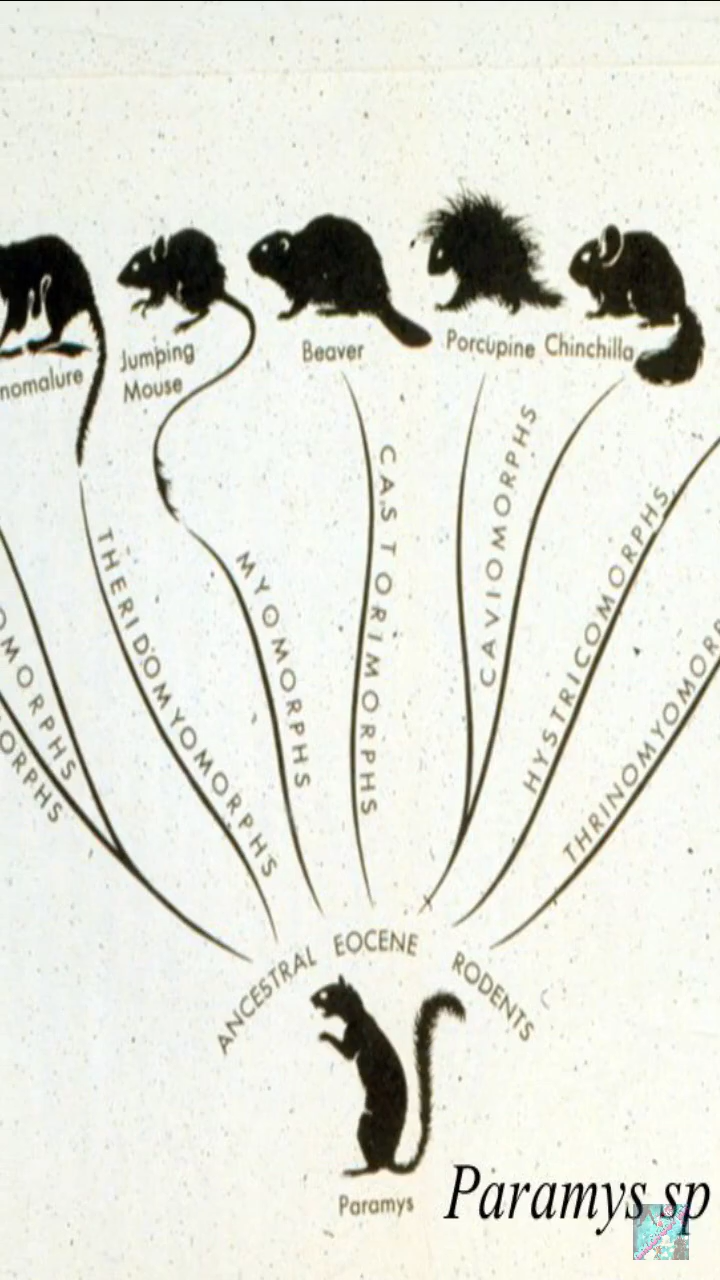 nomalure
Jumping
Mouse
Beaver
Porcupine
Chinchilla
OMORPHS
ORPHS
THERIDOMYOMORPHS
MYOMORPHS
CASTORIMORPHS
CAVIOMORPHS
HYSTRICOMORPHS
THRINOMYOMORP
ANCESTRAL EOCENE RODENTS
Paramys
Paramys sp